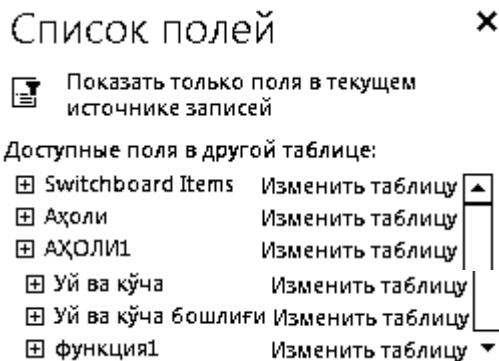 Список полей
Показать только поля в текущем
источнике записей
Доступные поля в другой таблице:
Switchboard Items Изменить таблицу
Аҳоли Изменить таблицу
АҲОЛИ1 Изменить таблицу
Уй ва кўча Изменить таблицу
Уй ва кўча бошлиғи Изменить таблицу
функция1 Изменить таблицу